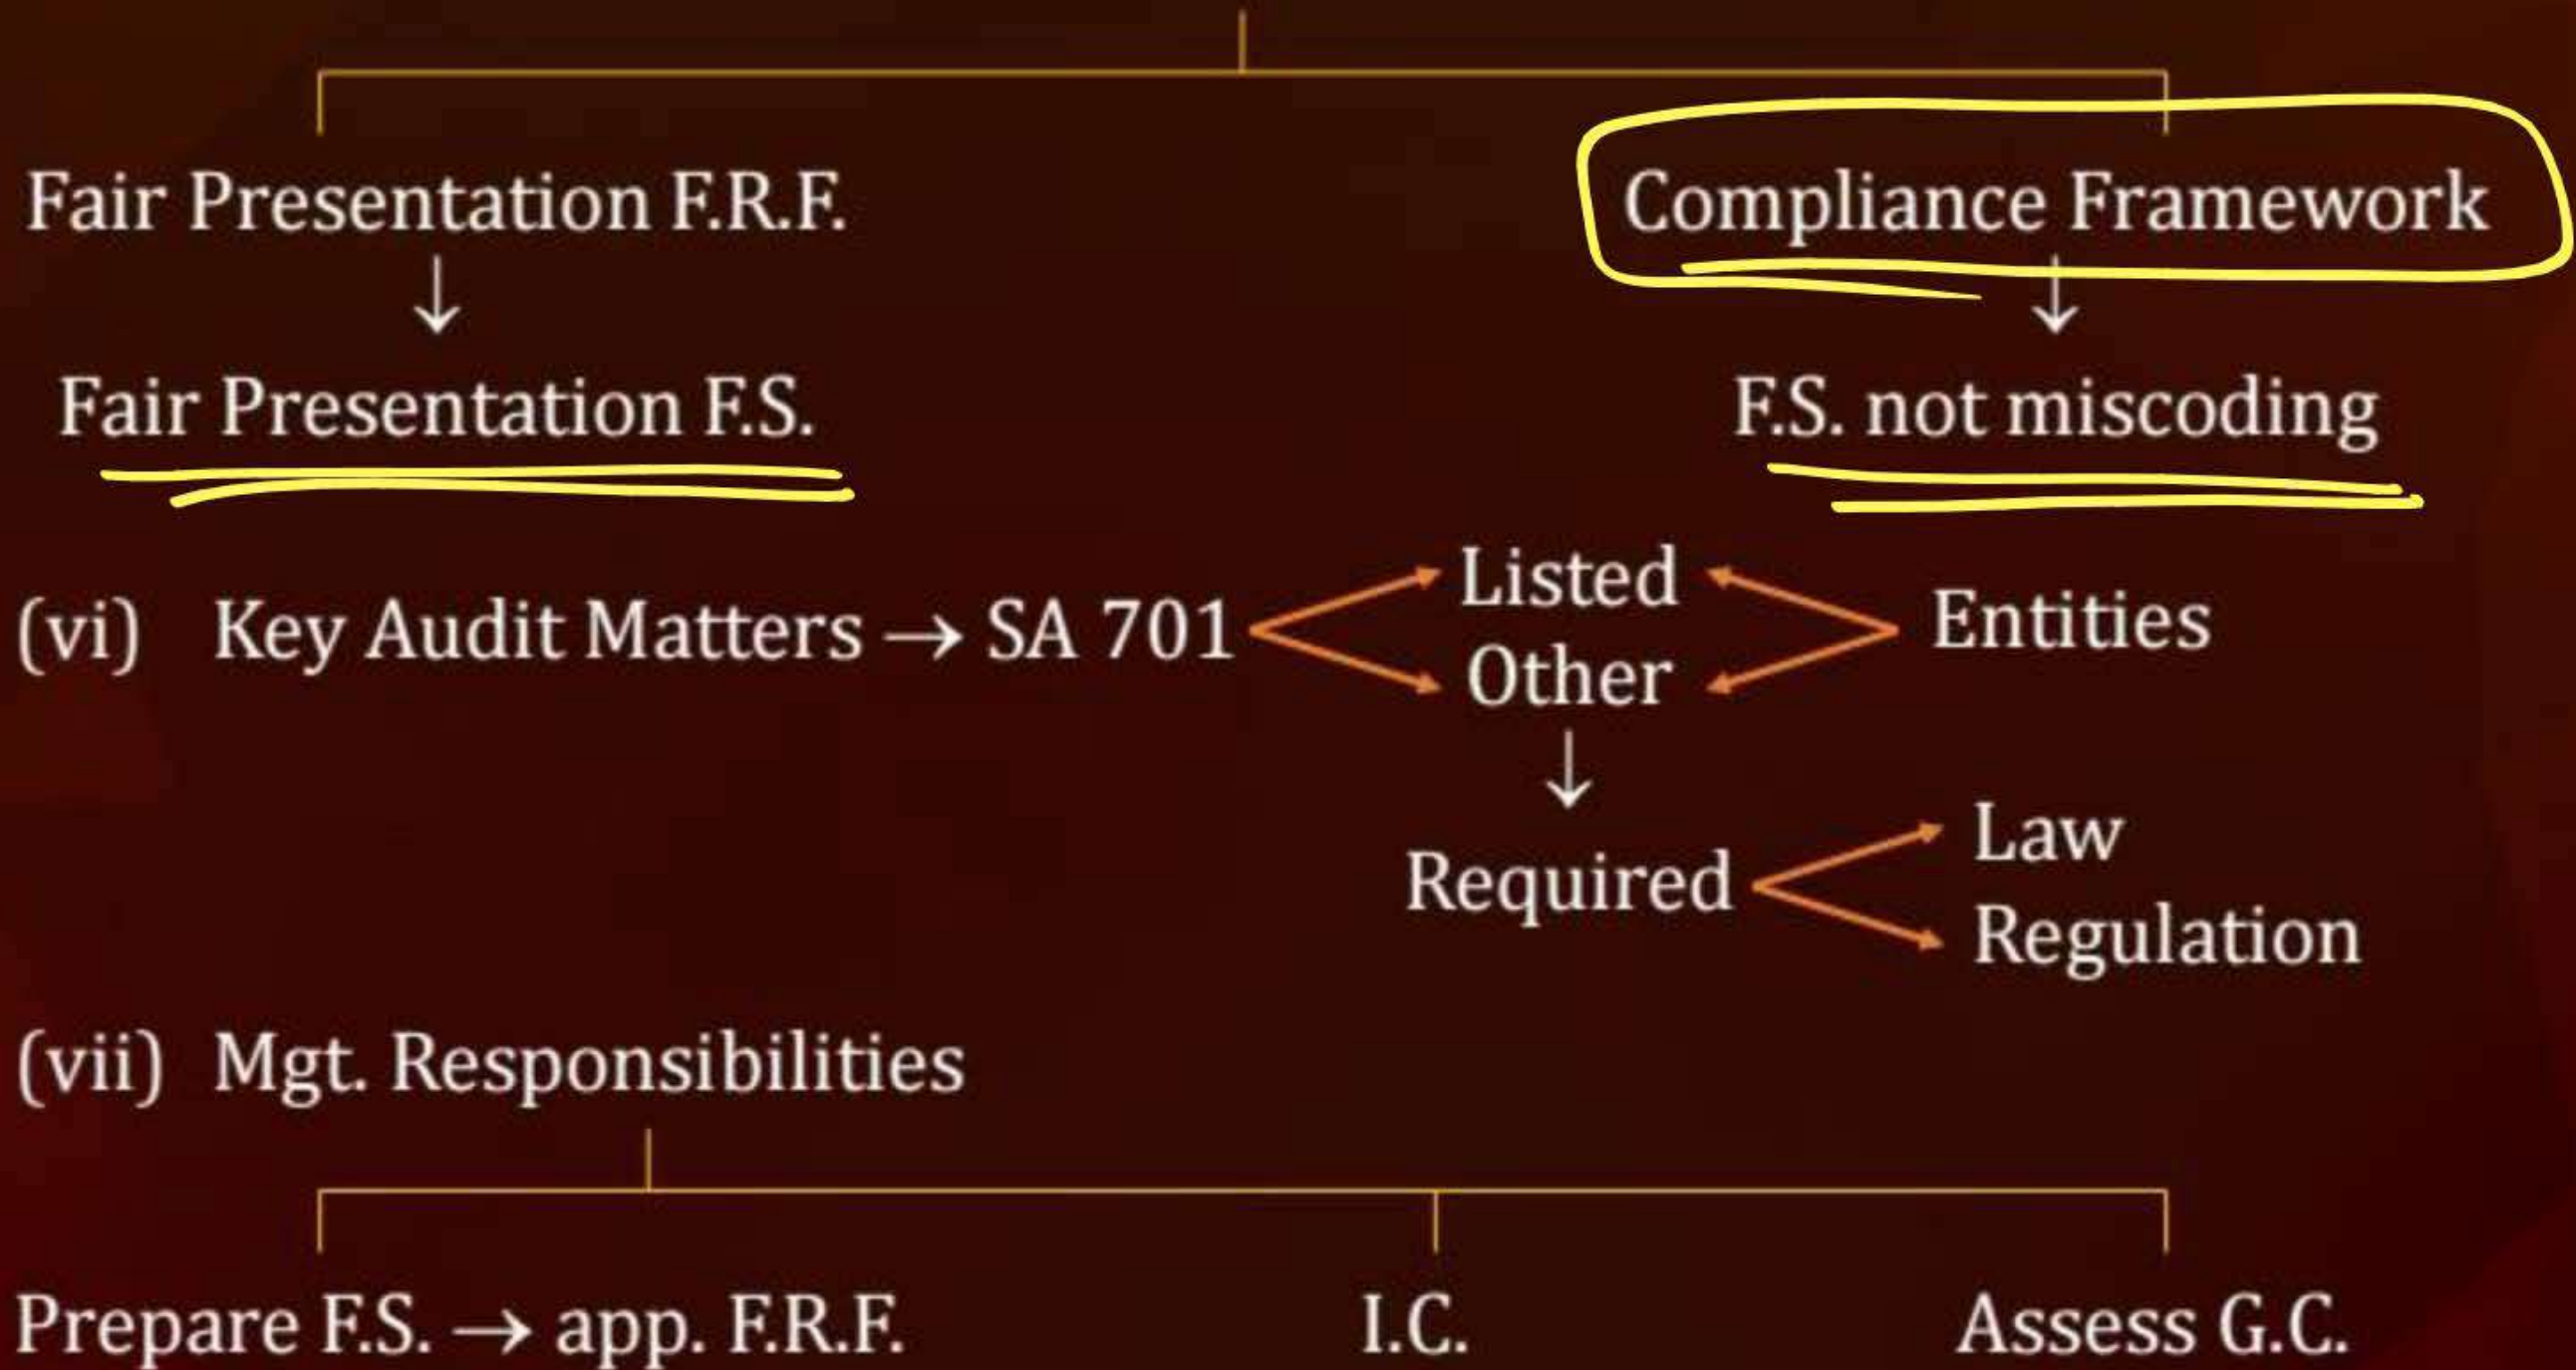 Fair Presentation F.R.F. Compliance Framework
↓ ↓
Fair Presentation F.S. F.S. not miscoding
Listed
(vi) Key Audit Matters → SA 701 Entities
Other
↓
Law
Required
Regulation
(vii) Mgt. Responsibilities
Prepare F.S. → app. F.R.F. I.C. Assess G.C.